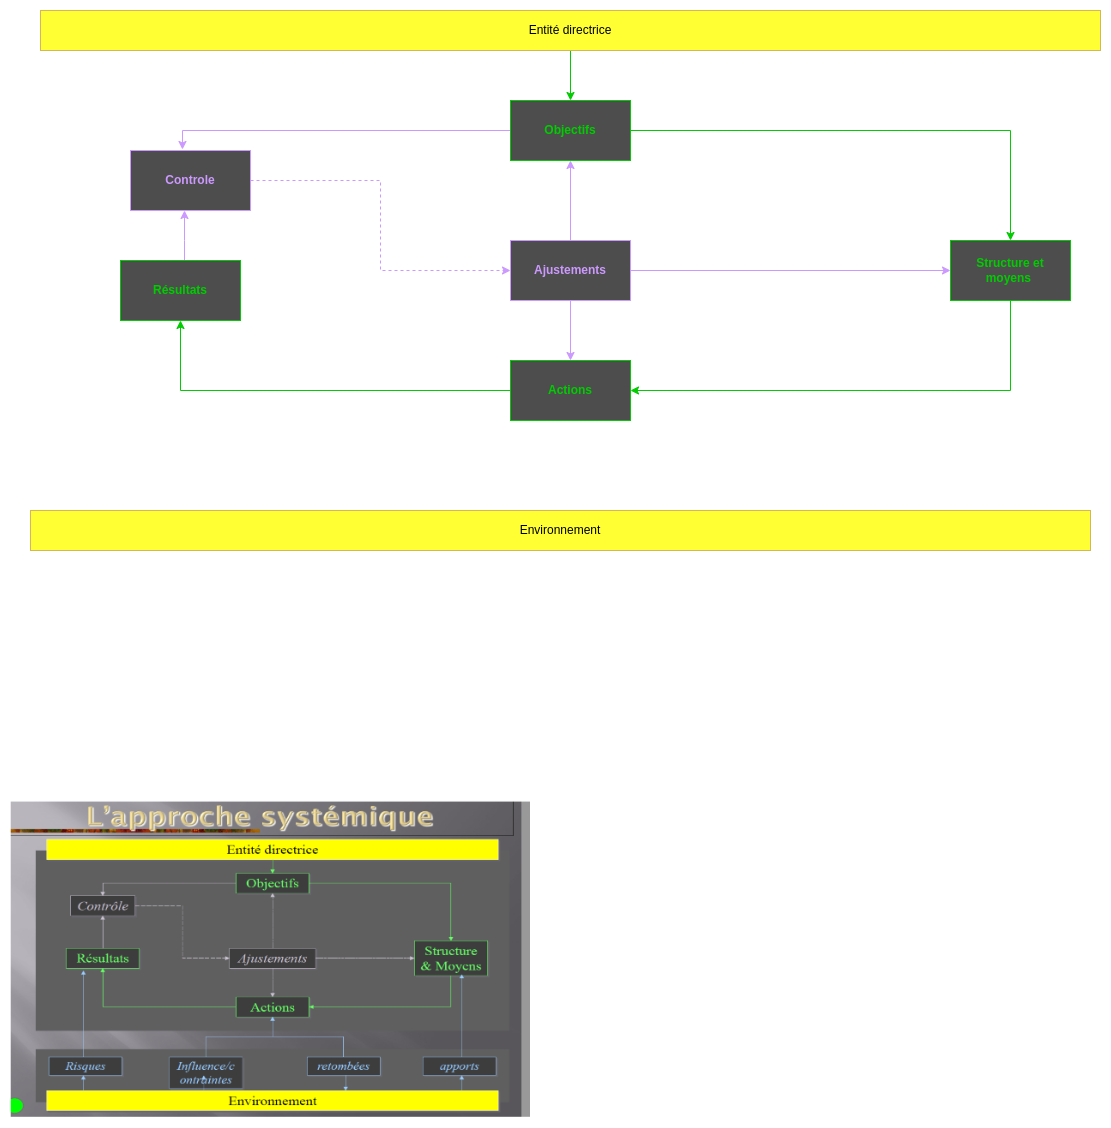 Entité directrice
Objectifs
Controle
Ajustements
Structure et
moyens
Résultats
Actions
Environnement
L'approche systémique
Entité directrice
Objectifs
Contrôle
Résultats
Ajustements
Structure
& Moyens
Actions
Risques
Influence/c
ontraintes
retombées
apports
Environnement